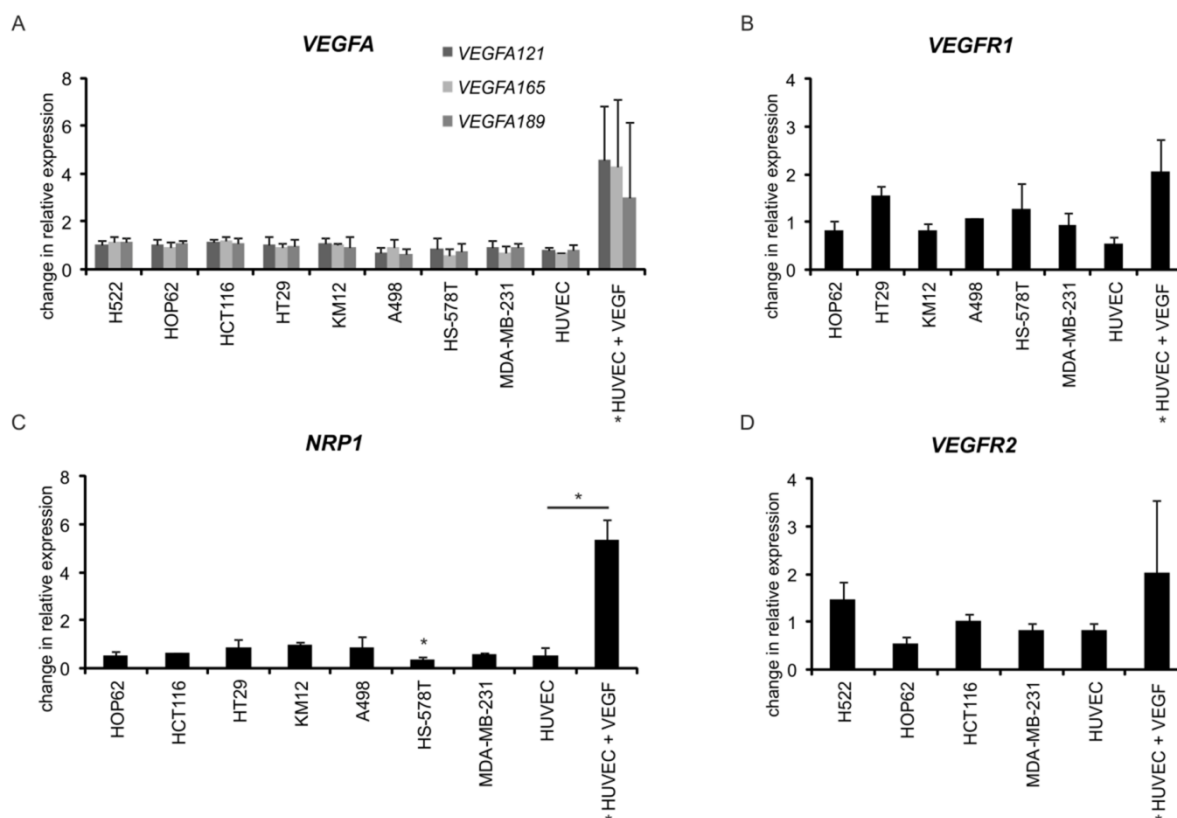 A
VEGFA
VEGFA121
VEGFA165
VEGFA189
change in relative expression
8
6
4
2
0
H522
HOP62
HCT116
HT29
KM12
A498
HS-578T
MDA-MB-231
HUVEC
* HUVEC + VEGF
B
VEGFR1
change in relative expression
4
3
2
1
0
HOP62
HT29
KM12
A498
HS-578T
MDA-MB-231
HUVEC
* HUVEC + VEGF
C
NRP1
change in relative expression
8
6
4
2
0
*
*
HOP62
HCT116
HT29
KM12
A498
HS-578T
MDA-MB-231
HUVEC
HUVEC + VEGF
D
VEGFR2
change in relative expression
4
3
2
1
0
H522
HOP62
HCT116
MDA-MB-231
HUVEC
HUVEC + VEGF